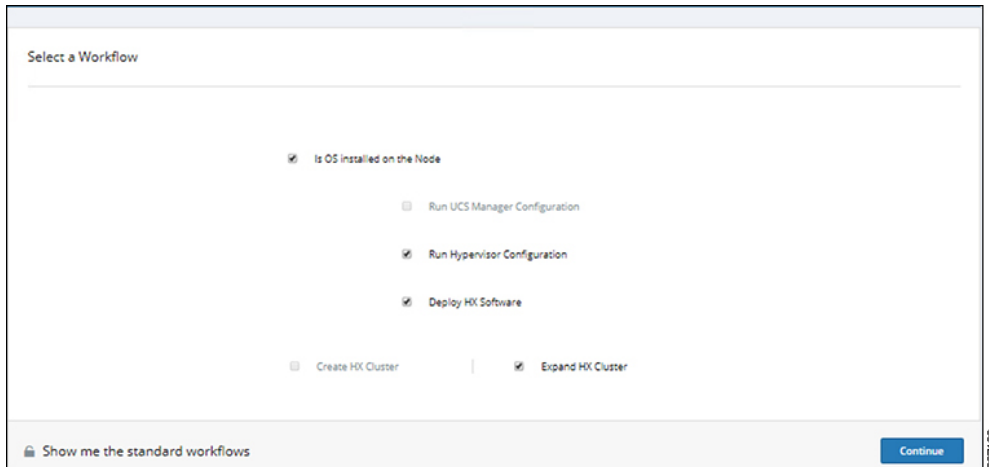 Select a Workflow
Is OS installed on the Node
Run UCS Manager Configuration
Run Hypervisor Configuration
Deploy HX Software
Create HX Cluster | Expand HX Cluster
Show me the standard workflows
Continue